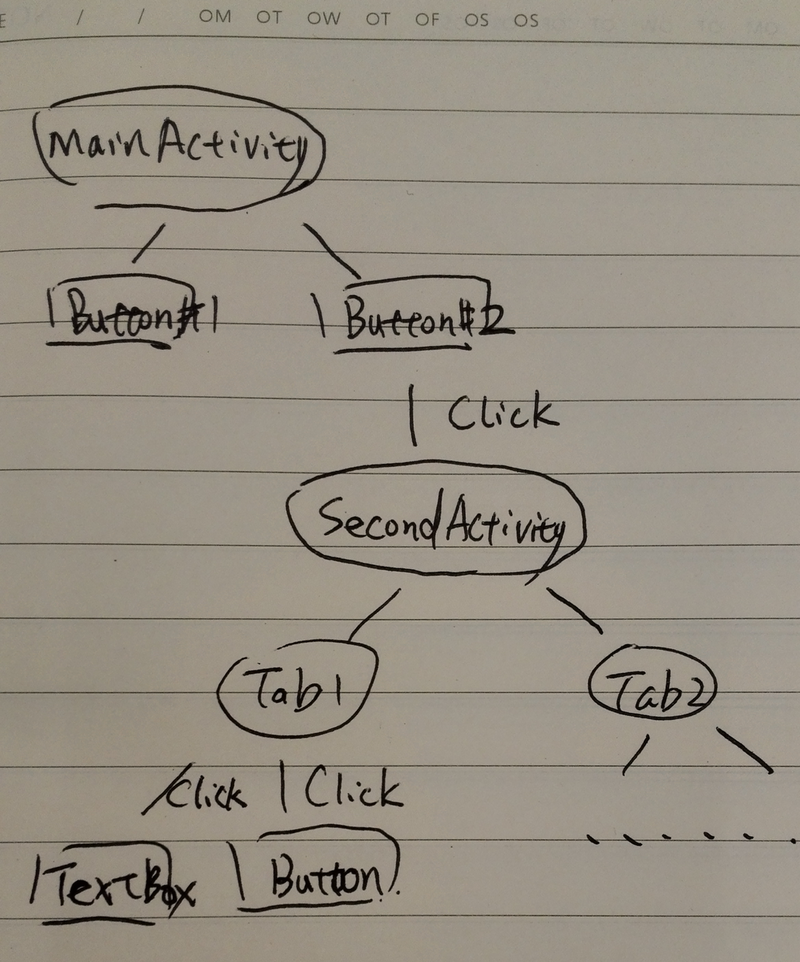 / / OM OT OW OT OF OS OS
MainActivity
Button#1 Button#2
Click
SecondActivity
Tab1 Tab2
Click Click
TextBox Button